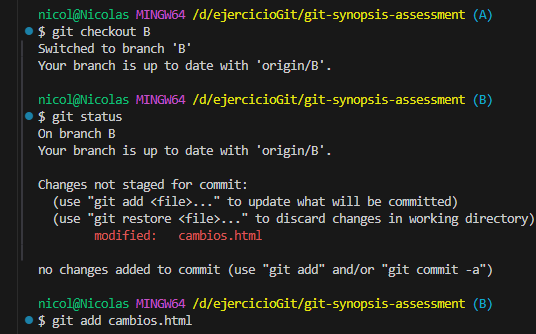 nicol@Nicolas MINGW64 /d/ejercicioGit/git-synopsis-assessment (A)
$ git checkout B
Switched to branch 'B'
Your branch is up to date with 'origin/B'.
nicol@Nicolas MINGW64 /d/ejercicioGit/git-synopsis-assessment (B)
$ git status
On branch B
Your branch is up to date with 'origin/B'.
Changes not staged for commit:
(use "git add <file>..." to update what will be committed)
(use "git restore <file>..." to discard changes in working directory)
modified: cambios.html
no changes added to commit (use "git add" and/or "git commit -a")
nicol@Nicolas MINGW64 /d/ejercicioGit/git-synopsis-assessment (B)
$ git add cambios.html